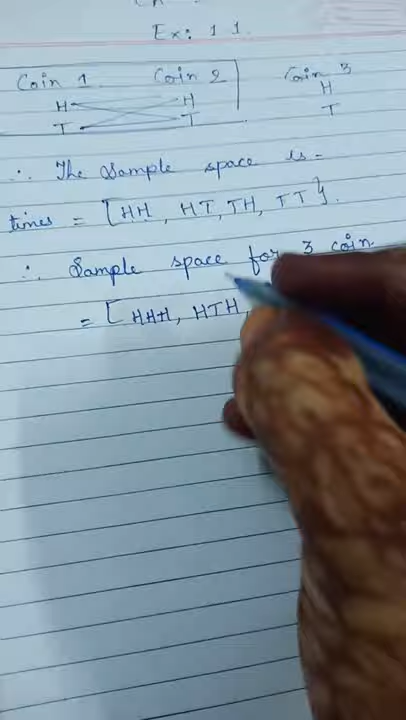 Ex: 1 1.
Coin 1 Coin 2 Coin 3
H H H
T T T
∴ The Sample space is -
times = [HH, HT, TH, TT}.
∴ Sample space for 3 coin
= [HHH, HTH,